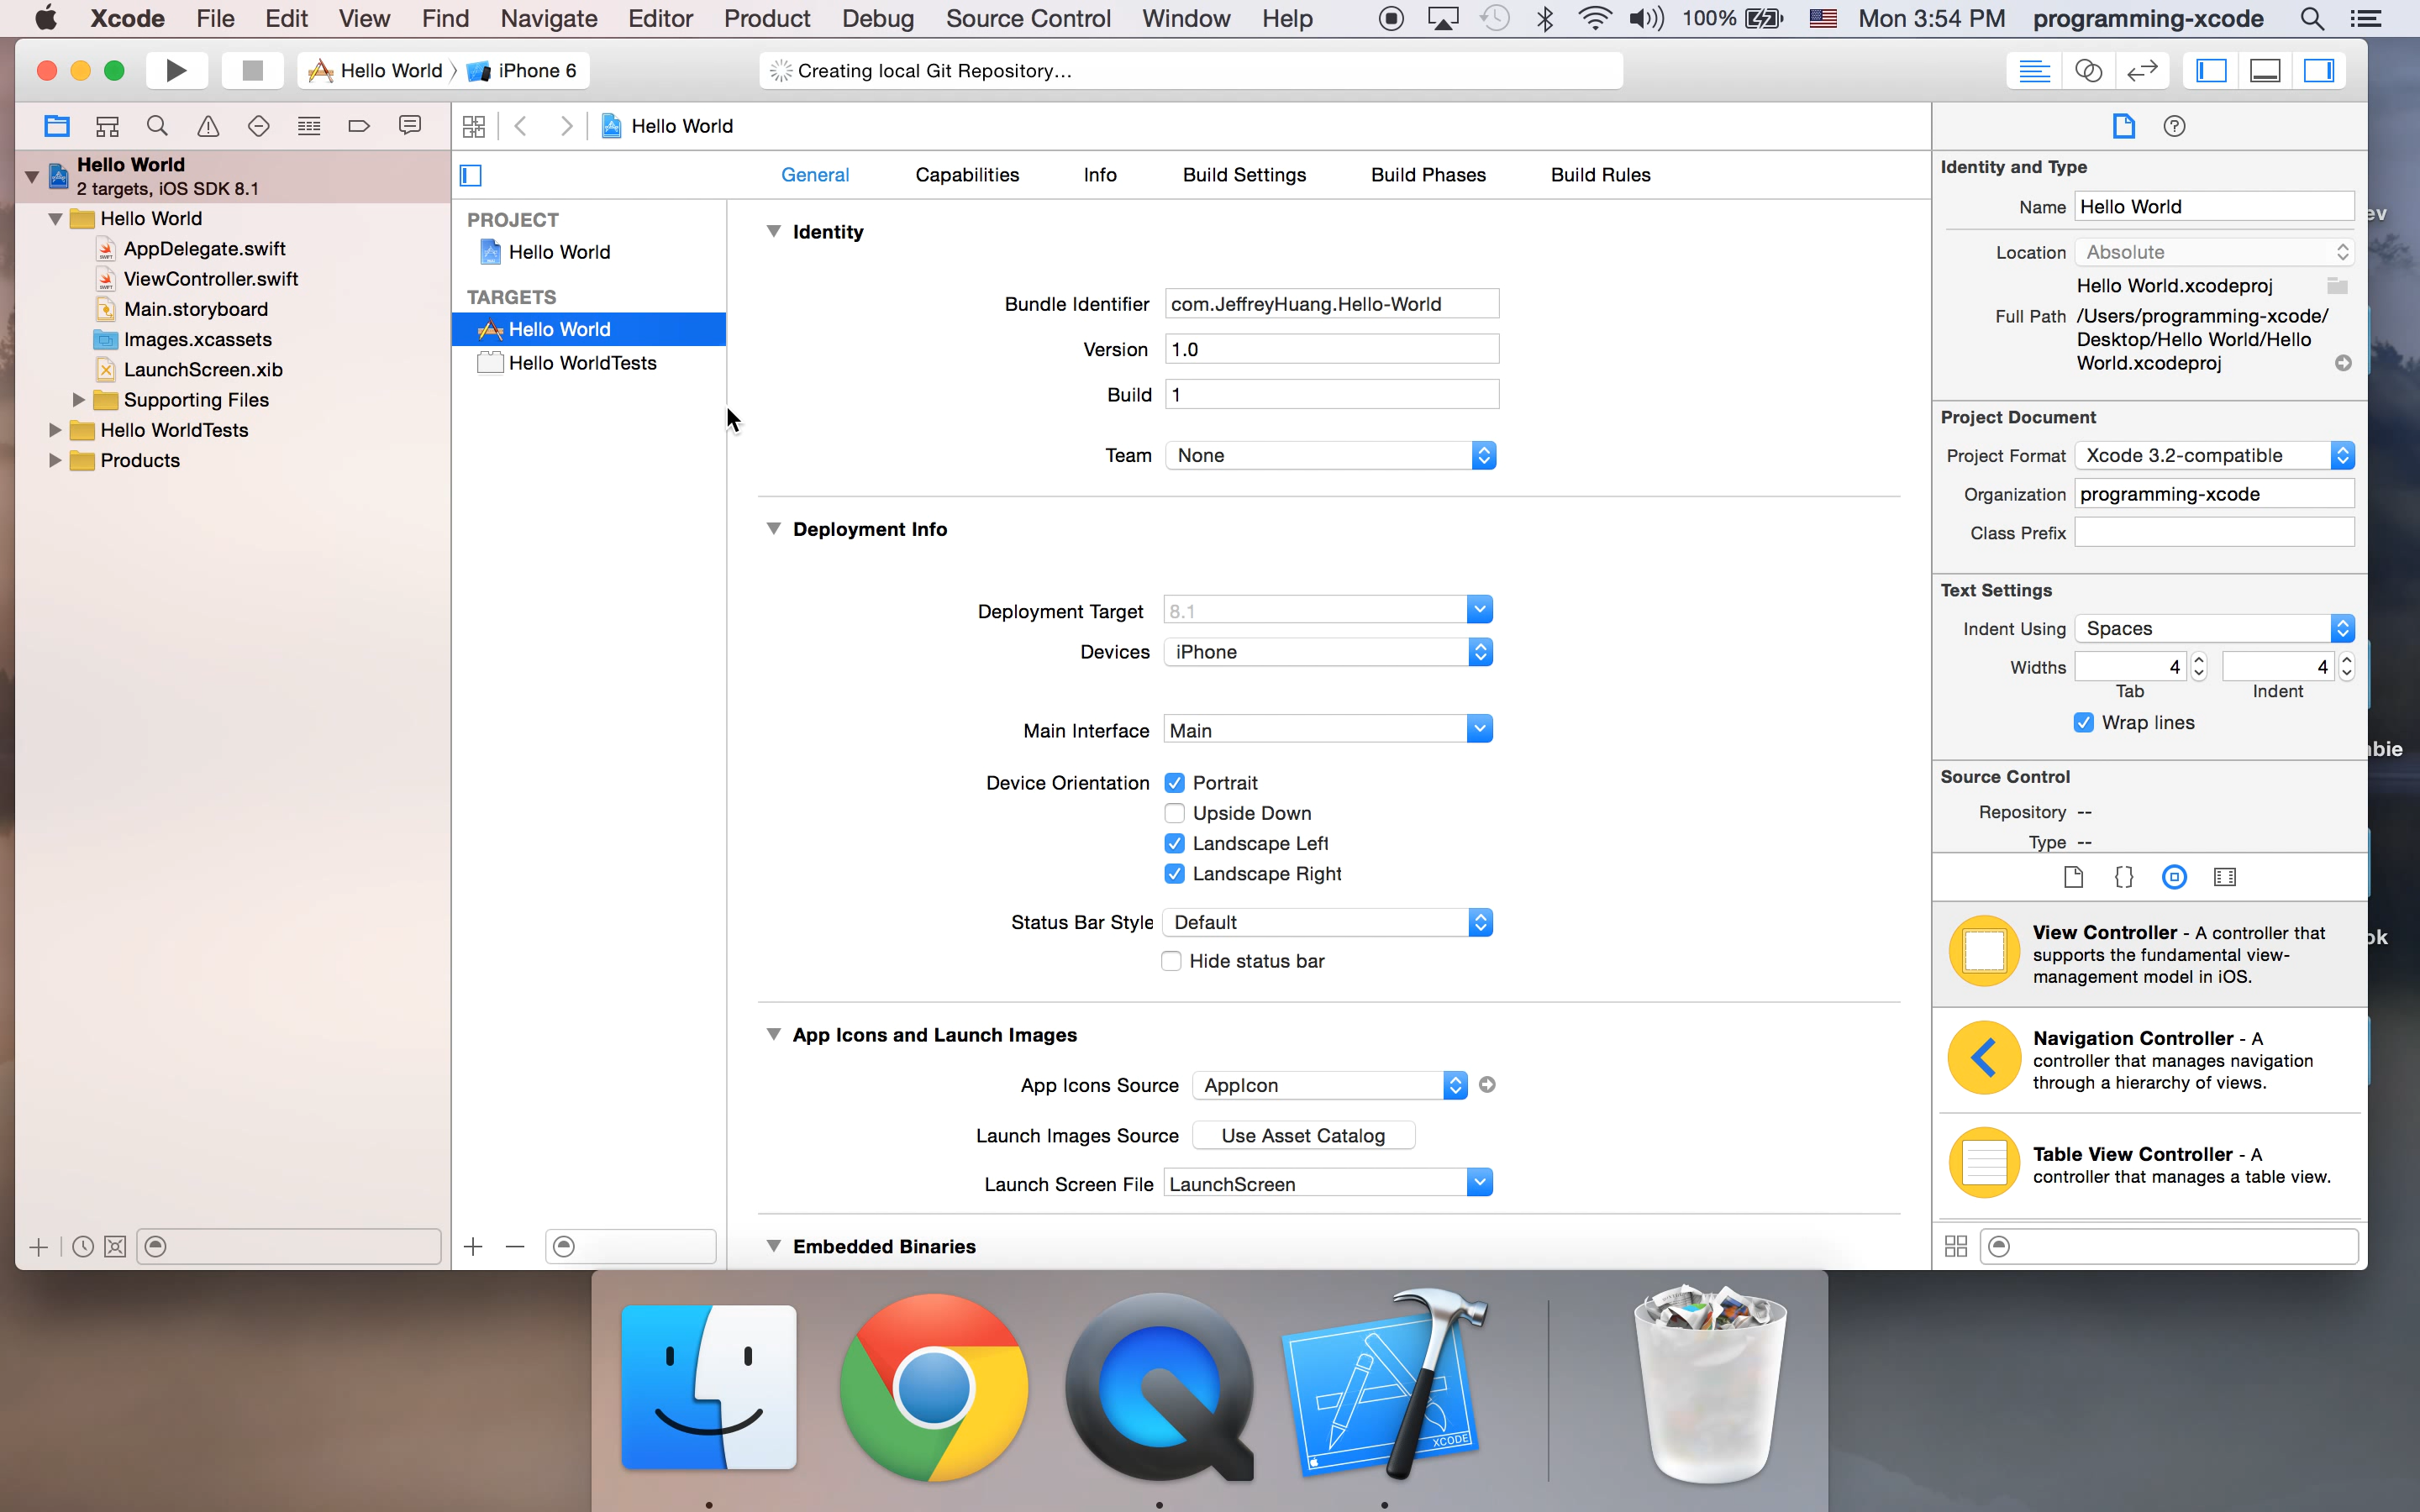 Xcode File Edit View Find Navigate Editor Product Debug Source Control Window Help 100% Mon 3:54 PM programming-xcode
Hello World iPhone 6
Creating local Git Repository...
Hello World
2 targets, iOS SDK 8.1
Hello World
AppDelegate.swift
ViewController.swift
Main.storyboard
Images.xcassets
LaunchScreen.xib
Supporting Files
Hello WorldTests
Products
Hello World
General Capabilities Info Build Settings Build Phases Build Rules
PROJECT
Hello World
TARGETS
Hello World
Hello WorldTests
Identity
Bundle Identifier com.JeffreyHuang.Hello-World
Version 1.0
Build 1
Team None
Deployment Info
Deployment Target 8.1
Devices iPhone
Main Interface Main
Device Orientation Portrait
Upside Down
Landscape Left
Landscape Right
Status Bar Style Default
Hide status bar
App Icons and Launch Images
App Icons Source AppIcon
Launch Images Source Use Asset Catalog
Launch Screen File LaunchScreen
Embedded Binaries
Identity and Type
Name Hello World
Location Absolute
Hello World.xcodeproj
Full Path /Users/programming-xcode/
Desktop/Hello World/Hello
World.xcodeproj
Project Document
Project Format Xcode 3.2-compatible
Organization programming-xcode
Class Prefix
Text Settings
Indent Using Spaces
Widths 4 4
Tab Indent
Wrap lines
Source Control
Repository --
Type --
View Controller - A controller that
supports the fundamental view-
management model in iOS.
Navigation Controller - A
controller that manages navigation
through a hierarchy of views.
Table View Controller - A
controller that manages a table view.
XCODE